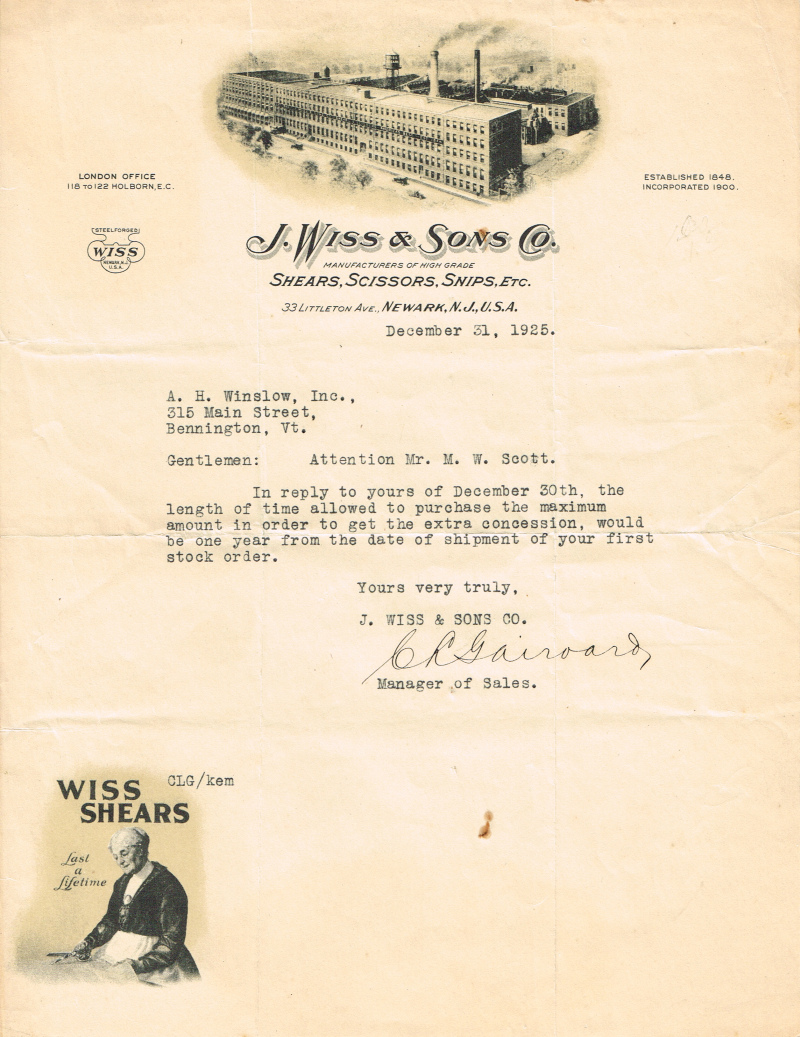 LONDON OFFICE
118 TO 122 HOLBORN, E.C.
ESTABLISHED 1848.
INCORPORATED 1900.
STEELFORGED
WISS
NEWARK, N.J.
U.S.A.
J. WISS & SONS CO.
MANUFACTURERS OF HIGH GRADE
SHEARS, SCISSORS, SNIPS, ETC.
33 LITTLETON AVE., NEWARK, N.J., U.S.A.
December 31, 1925.
A. H. Winslow, Inc.,
315 Main Street,
Bennington, Vt.
Gentlemen: Attention Mr. M. W. Scott.
In reply to yours of December 30th, the
length of time allowed to purchase the maximum
amount in order to get the extra concession, would
be one year from the date of shipment of your first
stock order.
Yours very truly,
J. WISS & SONS CO.
Manager of Sales.
CLG/kem
WISS
SHEARS
Last
a
Lifetime